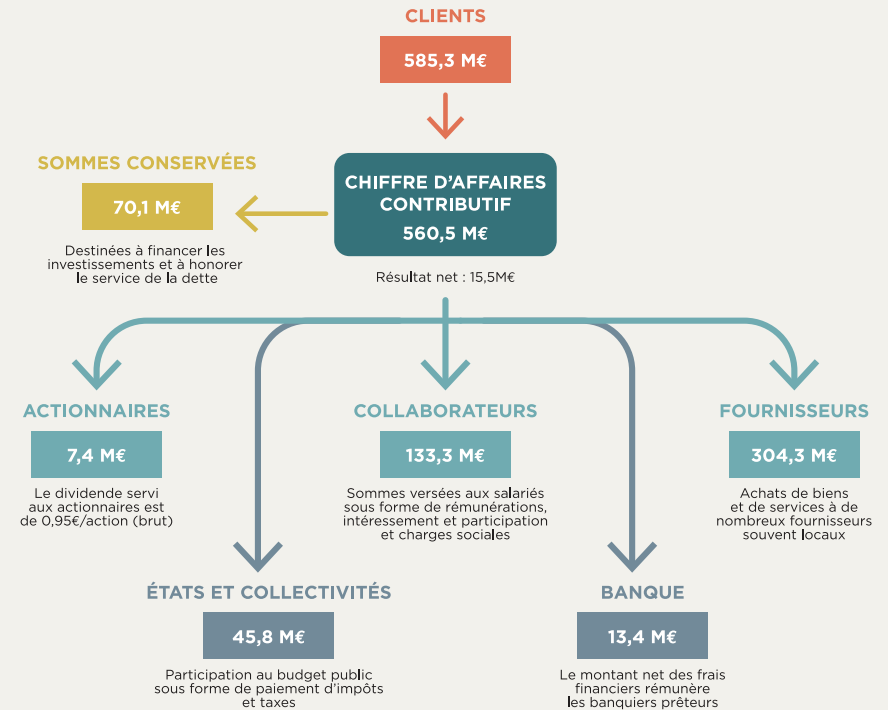 CLIENTS
585,3 M€
SOMMES CONSERVÉES
70,1 M€
Destinées à financer les
investissements et à honorer
le service de la dette
CHIFFRE D'AFFAIRES
CONTRIBUTIF
560,5 M€
Résultat net : 15,5M€
ACTIONNAIRES
7,4 M€
Le dividende servi
aux actionnaires est
de 0,95€/action (brut)
COLLABORATEURS
133,3 M€
Sommes versées aux salariés
sous forme de rémunérations,
intéressement et participation
et charges sociales
FOURNISSEURS
304,3 M€
Achats de biens
et de services à de
nombreux fournisseurs
souvent locaux
ÉTATS ET COLLECTIVITÉS
45,8 M€
Participation au budget public
sous forme de paiement d'impôts
et taxes
BANQUE
13,4 M€
Le montant net des frais
financiers rémunère
les banquiers prêteurs